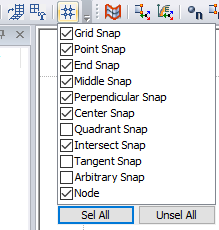 Grid Snap
Point Snap
End Snap
Middle Snap
Perpendicular Snap
Center Snap
Quadrant Snap
Intersect Snap
Tangent Snap
Arbitrary Snap
Node
Sel All Unsel All